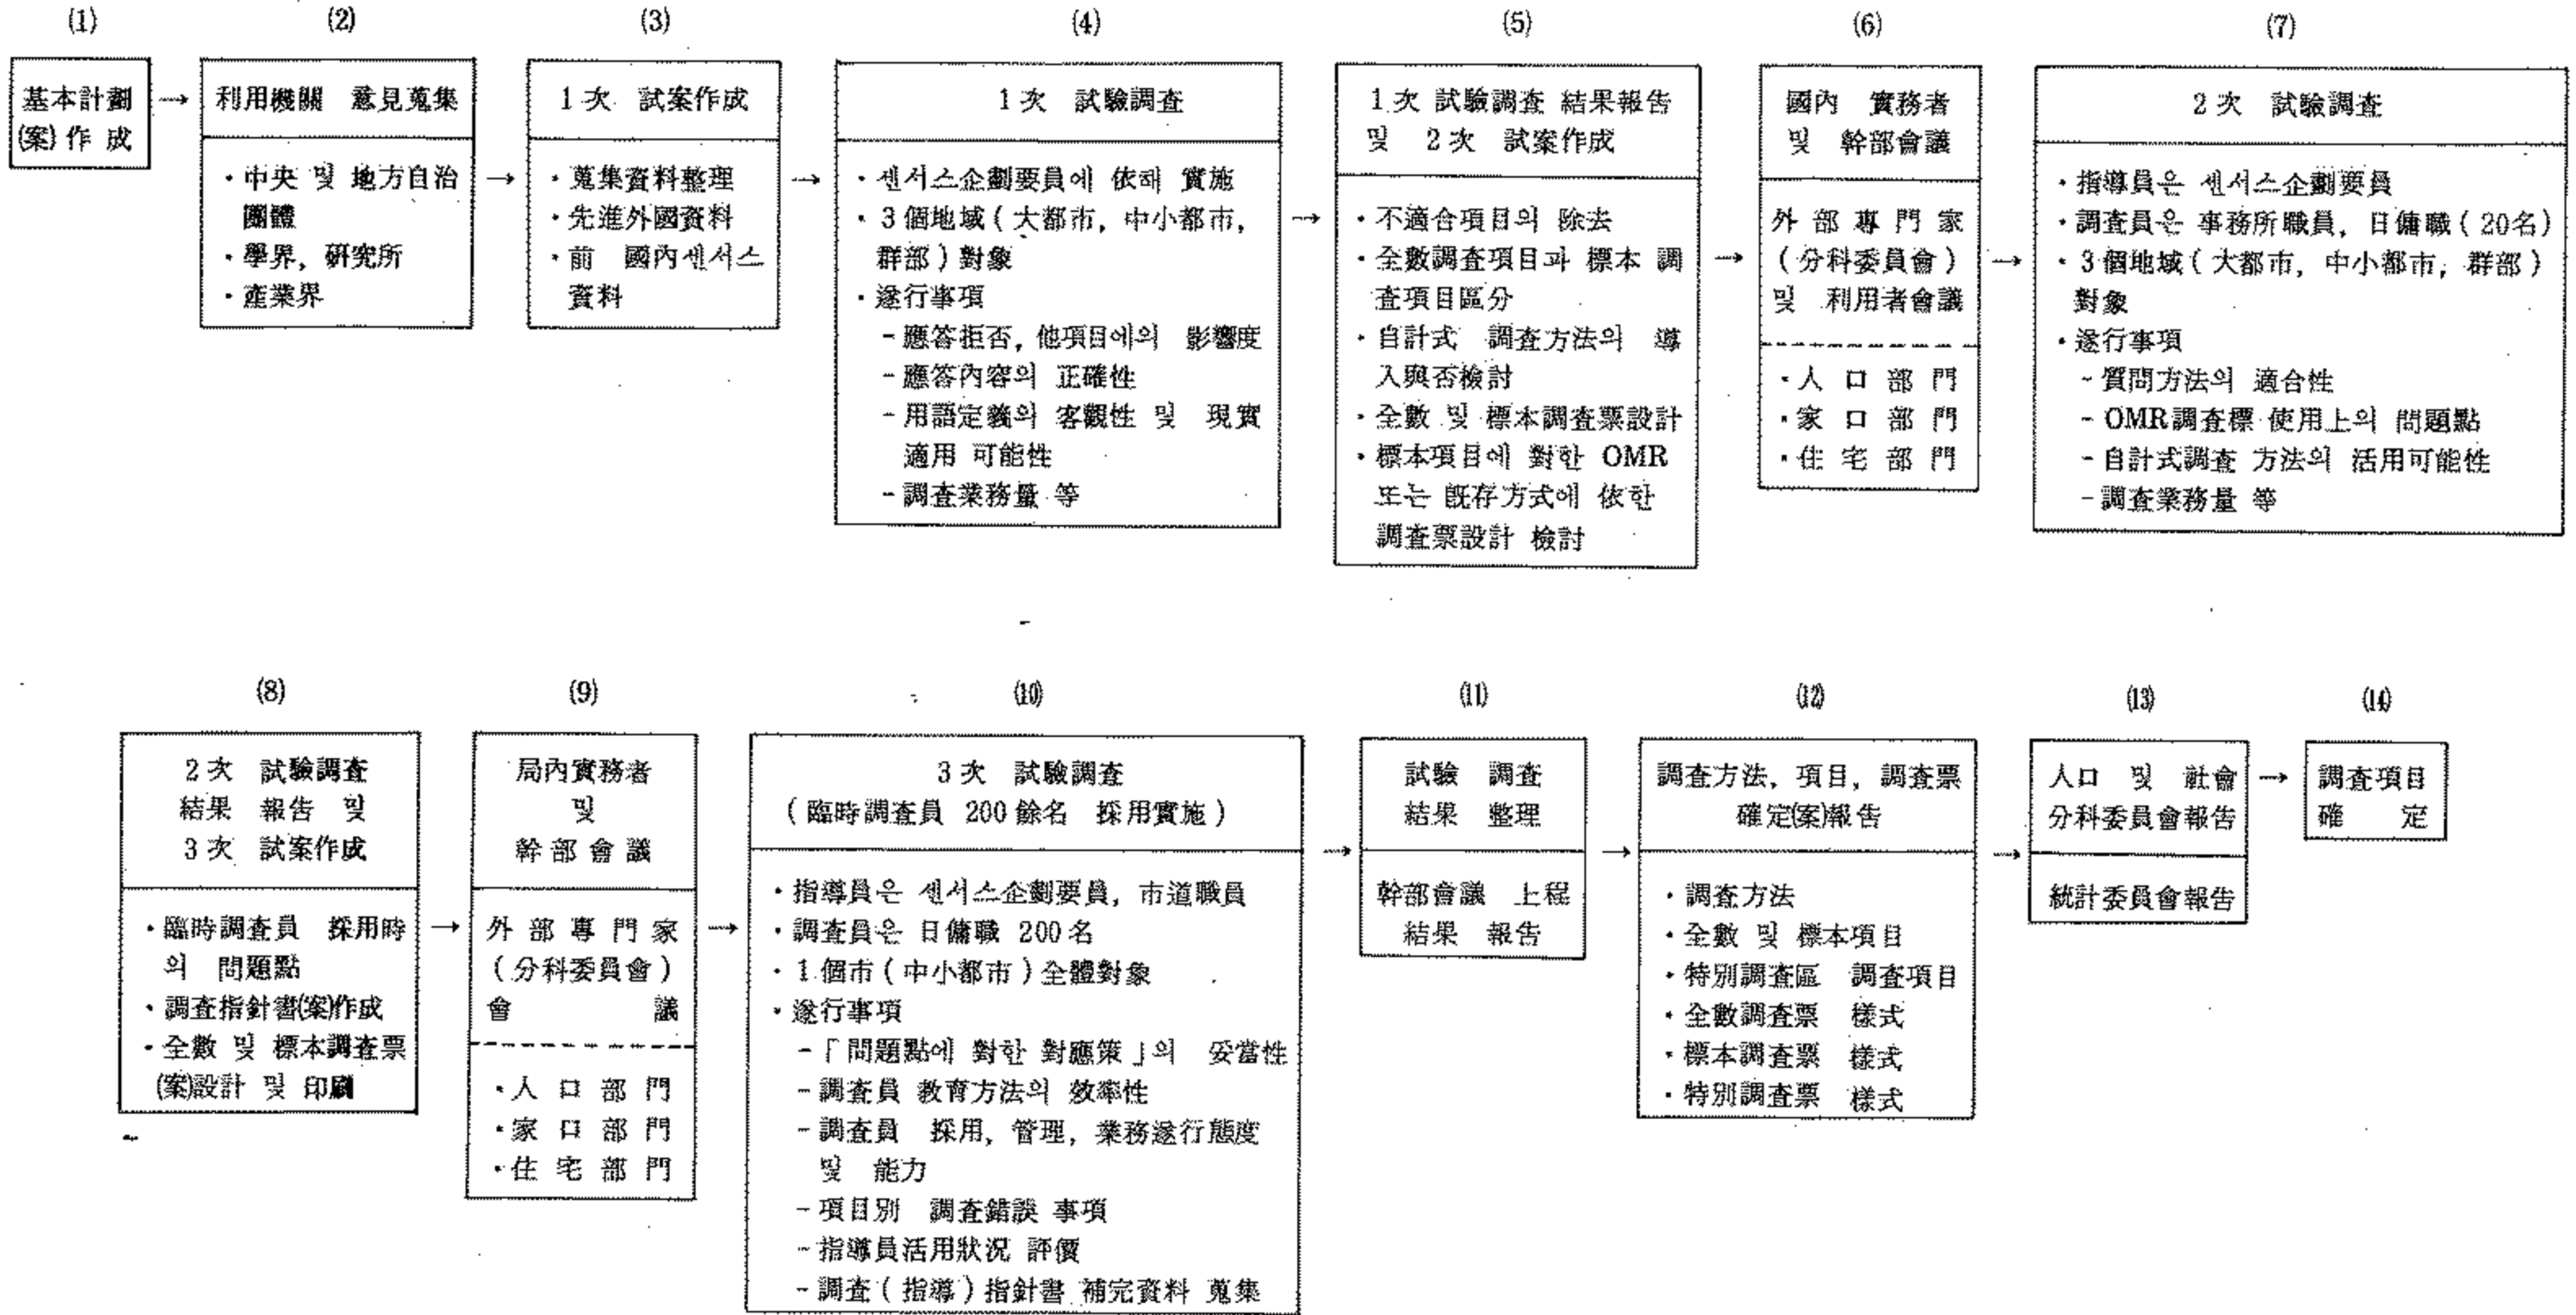 (1)
基本計劃
(案)作 成
→
(2)
利用機關 意見蒐集
・中央 및 地方自治
團體
・學界, 硏究所
・産業界
→
(3)
1次 試案作成
・蒐集資料整理
・先進外國資料
・前 國內센서스
資料
→
(4)
1次 試驗調査
・센서스企劃要員에 依해 實施
・3個地域(大都市, 中小都市,
群部)對象
・遂行事項
-應答拒否, 他項目에의 影響度
-應答內容의 正確性
-用語定義의 客觀性 및 現實
適用 可能性
-調査業務量 等
→
(5)
1次 試驗調査 結果報告
및 2次 試案作成
・不適合項目의 除去
・全數調査項目과 標本 調
査項目區分
・自計式 調査方法의 導
入與否檢討
・全數 및 標本調査票設計
・標本項目에 對한 OMR
또는 旣存方式에 依한
調査票設計 檢討
→
(6)
國內 實務者
및 幹部會議
外部專門家
(分科委員會)
및 利用者會議
・人口部門
・家口部門
・住宅部門
→
(7)
2次 試驗調査
・指導員은 센서스企劃要員
・調査員은 事務所職員, 日傭職(20名)
・3個地域(大都市, 中小都市, 群部)
對象
・遂行事項
-質問方法의 適合性
-OMR調査標 使用上의 問題點
-自計式調査 方法의 活用可能性
-調査業務量 等
(8)
2次 試驗調査
結果 報告 및
3次 試案作成
・臨時調査員 採用時
의 問題點
・調査指針書(案)作成
・全數 및 標本調査票
(案)設計 및 印刷
→
(9)
局內實務者
및
幹部會議
外部專門家
(分科委員會)
會 議
・人口部門
・家口部門
・住宅部門
→
(10)
3次 試驗調査
(臨時調査員 200餘名 採用實施)
・指導員은 센서스企劃要員, 市道職員
・調査員은 日傭職 200名
・1個市(中小都市)全體對象
・遂行事項
-「問題點에 對한 對應策」의 妥當性
-調査員 敎育方法의 效率性
-調査員 採用, 管理, 業務遂行態度
및 能力
-項目別 調査錯誤 事項
-指導員活用狀況 評價
-調査(指導)指針書 補完資料 蒐集
→
(11)
試驗 調査
結果 整理
幹部會議 上程
結果 報告
→
(12)
調査方法, 項目, 調査票
確定(案)報告
・調査方法
・全數 및 標本項目
・特別調査區 調査項目
・全數調査票 樣式
・標本調査票 樣式
・特別調査票 樣式
→
(13)
人口 및 社會
分科委員會報告
統計委員會報告
→
(14)
調査項目
確 定